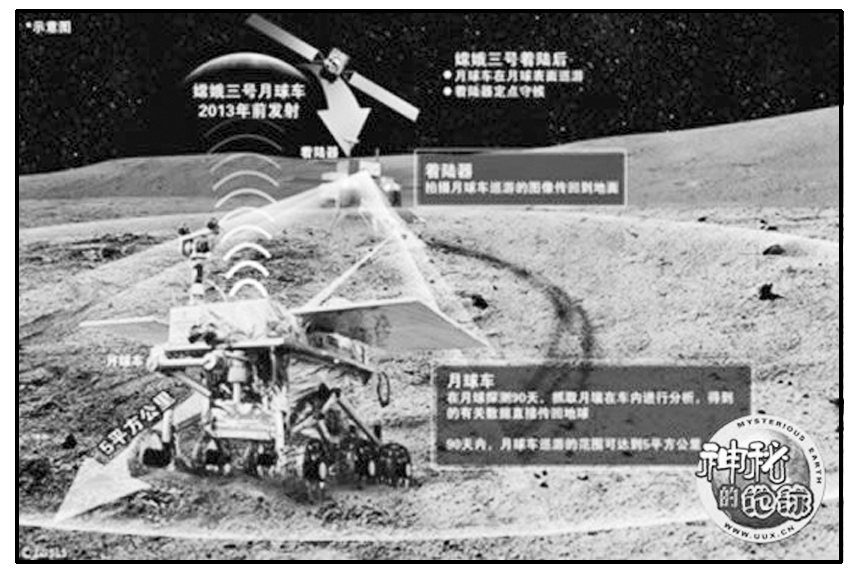 *示意图
嫦娥三号着陆后
●月球车在月球表面巡游
●着陆器定点守候
嫦娥三号月球车
2013年前发射
着陆器
着陆器
拍摄月球车巡游的图像传回到地面
月球车
5平方公里
月球车
在月球探测90天，抓取月壤在车内进行分析，得到
的有关数据直接传回地球
90天内，月球车巡游的范围可达到5平方公里
MYSTERIOUS EARTH
神秘
的地球
WWW.UUX.CN